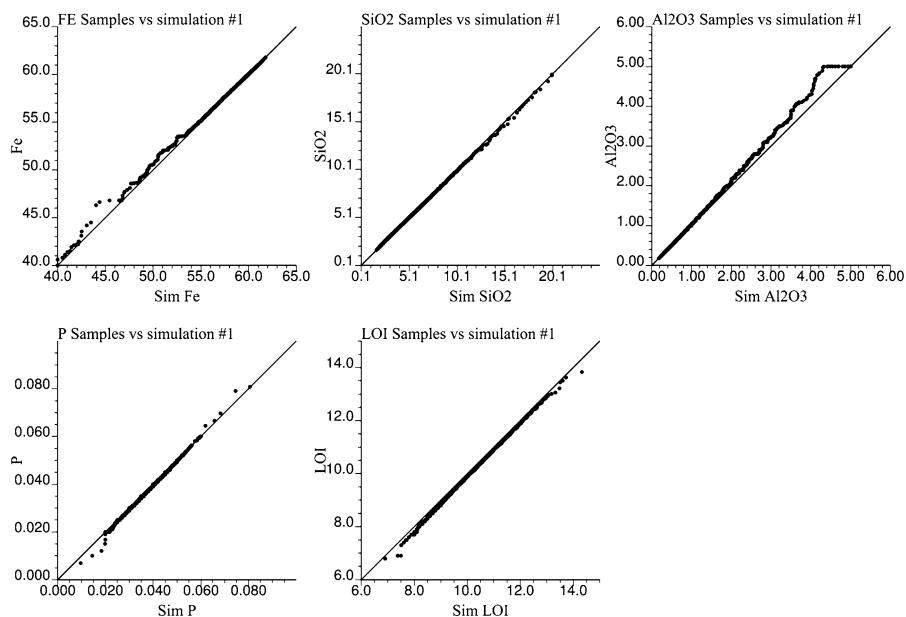 FE Samples vs simulation #1
65.0
60.0
55.0
50.0
45.0
40.0
Fe
40.0 45.0 50.0 55.0 60.0 65.0
Sim Fe
SiO2 Samples vs simulation #1
20.1
15.1
10.1
5.1
0.1
SiO2
0.1 5.1 10.1 15.1 20.1
Sim SiO2
Al2O3 Samples vs simulation #1
6.00
5.00
4.00
3.00
2.00
1.00
0.00
Al2O3
0.00 1.00 2.00 3.00 4.00 5.00 6.00
Sim Al2O3
P Samples vs simulation #1
0.080
0.060
0.040
0.020
0.000
P
0.000 0.020 0.040 0.060 0.080
Sim P
LOI Samples vs simulation #1
14.0
12.0
10.0
8.0
6.0
LOI
6.0 8.0 10.0 12.0 14.0
Sim LOI